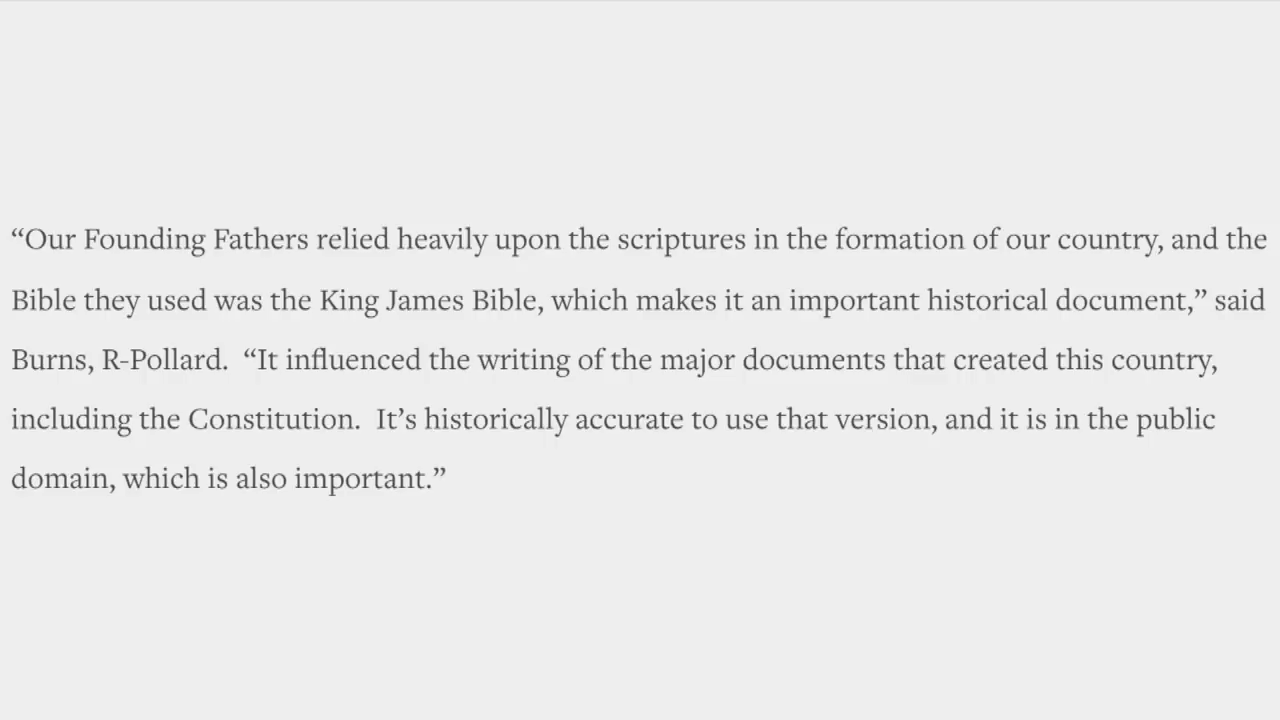 “Our Founding Fathers relied heavily upon the scriptures in the formation of our country, and the
Bible they used was the King James Bible, which makes it an important historical document,” said
Burns, R-Pollard.  “It influenced the writing of the major documents that created this country,
including the Constitution.  It’s historically accurate to use that version, and it is in the public
domain, which is also important.”